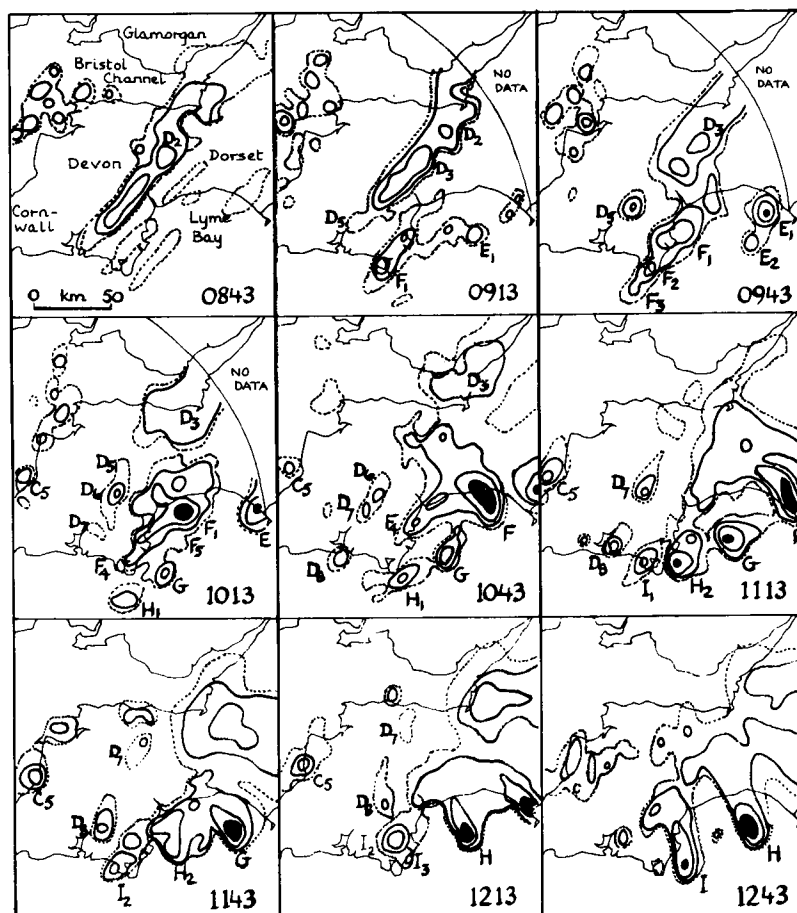 Glamorgan
Bristol
Channel
D2
Devon
Dorset
Corn-
wall
Lyme
Bay
0 km 50
0843
NO
DATA
D2
D3
D5
E1
F1
0913
NO
DATA
D3
D5
E1
F1
E2
F2
F3
0943
NO
DATA
D3
D5
D4
C5
D7
F1
E
F5
F4
G
H1
1013
D3
D6
C5
D7
F
D8
G
H1
1043
C5
D7
D8
I1
H2
G
1113
D7
C5
D8
G
H2
I2
1143
D7
C5
D8
I2
I3
H
1213
H
I
1243